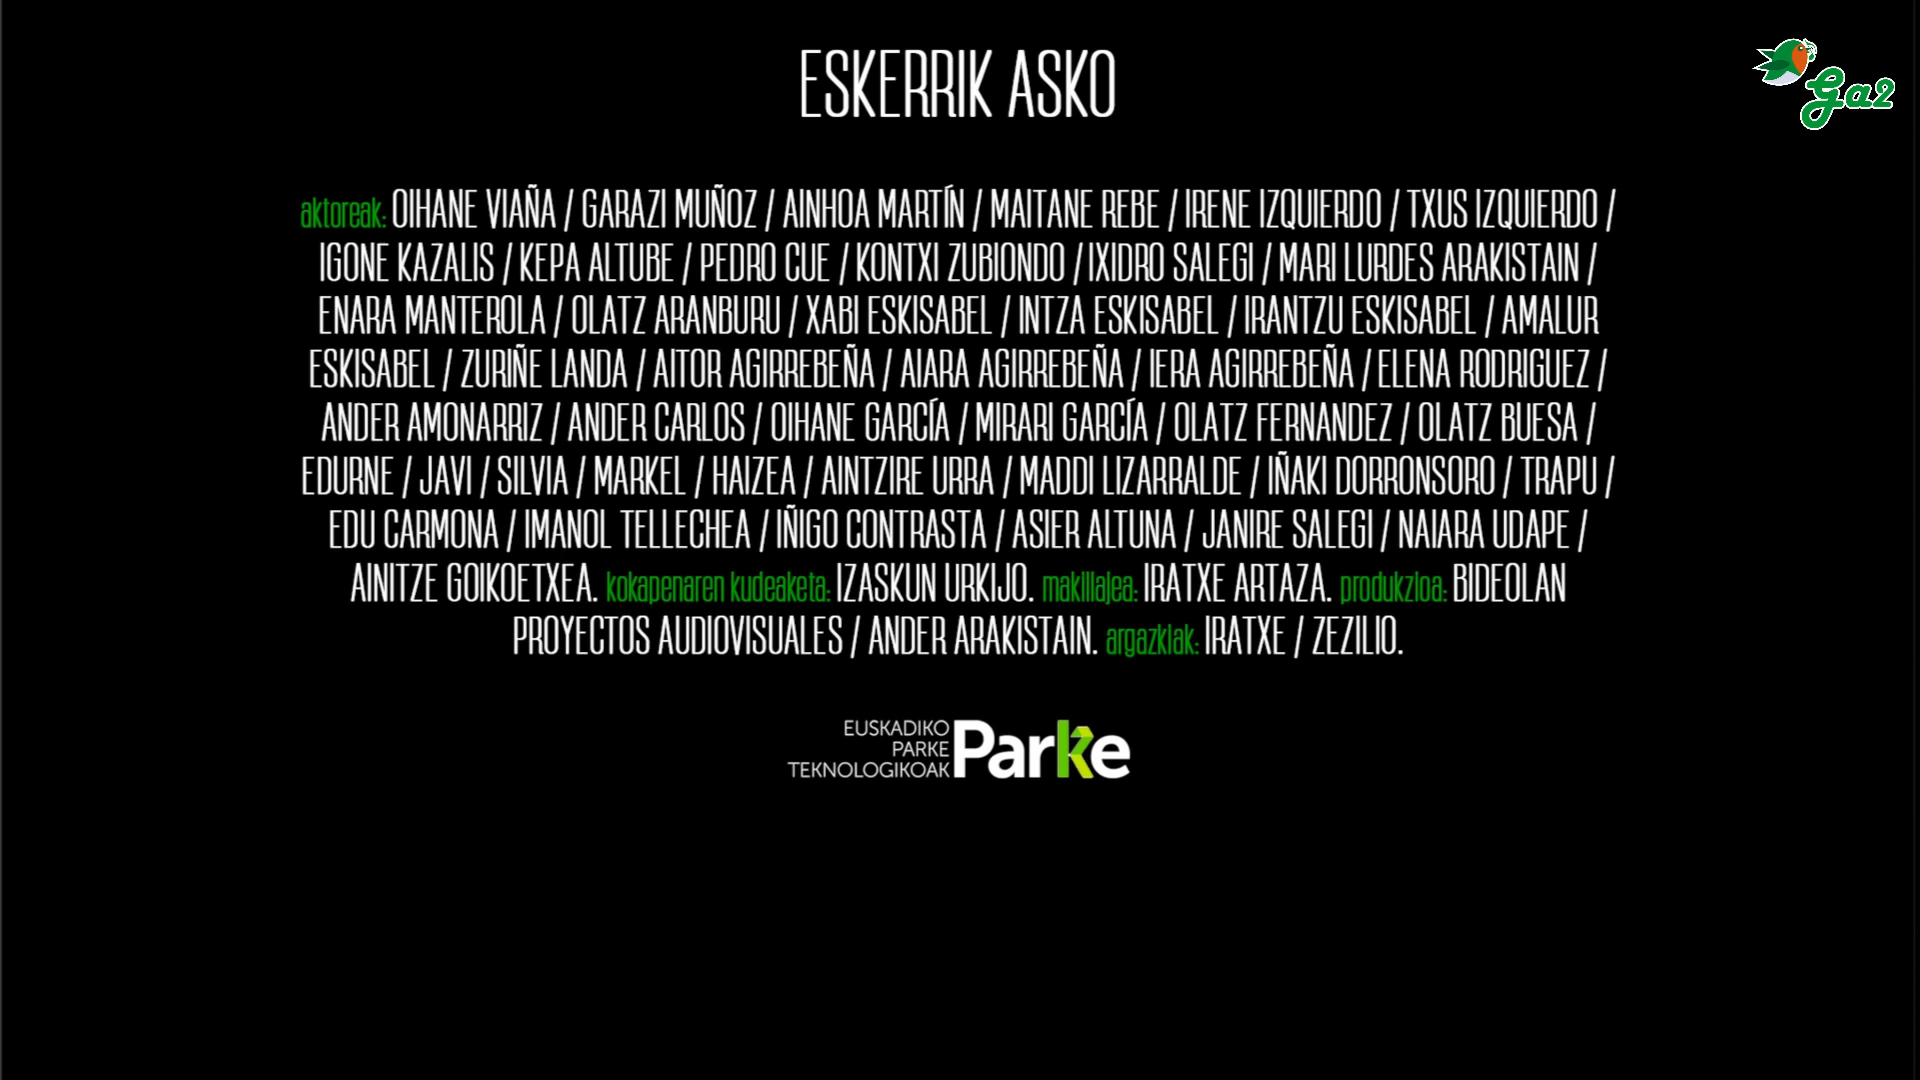 ESKERRIK ASKO
Ga2
aktoreak: OIHANE VIAÑA / GARAZI MUÑOZ / AINHOA MARTÍN / MAITANE REBE / IRENE IZQUIERDO / TXUS IZQUIERDO /
IGONE KAZALIS / KEPA ALTUBE / PEDRO CUE / KONTXI ZUBIONDO / IXIDRO SALEGI / MARI LURDES ARAKISTAIN /
ENARA MANTEROLA / OLATZ ARANBURU / XABI ESKISABEL / INTZA ESKISABEL / IRANTZU ESKISABEL / AMALUR
ESKISABEL / ZURIÑE LANDA / AITOR AGIRREBEÑA / AIARA AGIRREBEÑA / IERA AGIRREBEÑA / ELENA RODRIGUEZ /
ANDER AMONARRIZ / ANDER CARLOS / OIHANE GARCÍA / MIRARI GARCÍA / OLATZ FERNANDEZ / OLATZ BUESA /
EDURNE / JAVI / SILVIA / MARKEL / HAIZEA / AINTZIRE URRA / MADDI LIZARRALDE / IÑAKI DORRONSORO / TRAPU /
EDU CARMONA / IMANOL TELLECHEA / IÑIGO CONTRASTA / ASIER ALTUNA / JANIRE SALEGI / NAIARA UDAPE /
AINITZE GOIKOETXEA. kokapenaren kudeaketa: IZASKUN URKIJO. makillajea: IRATXE ARTAZA. produkzioa: BIDEOLAN
PROYECTOS AUDIOVISUALES / ANDER ARAKISTAIN. argazkiak: IRATXE / ZEZILIO.
EUSKADIKO
PARKE
TEKNOLOGIKOAK
Parke